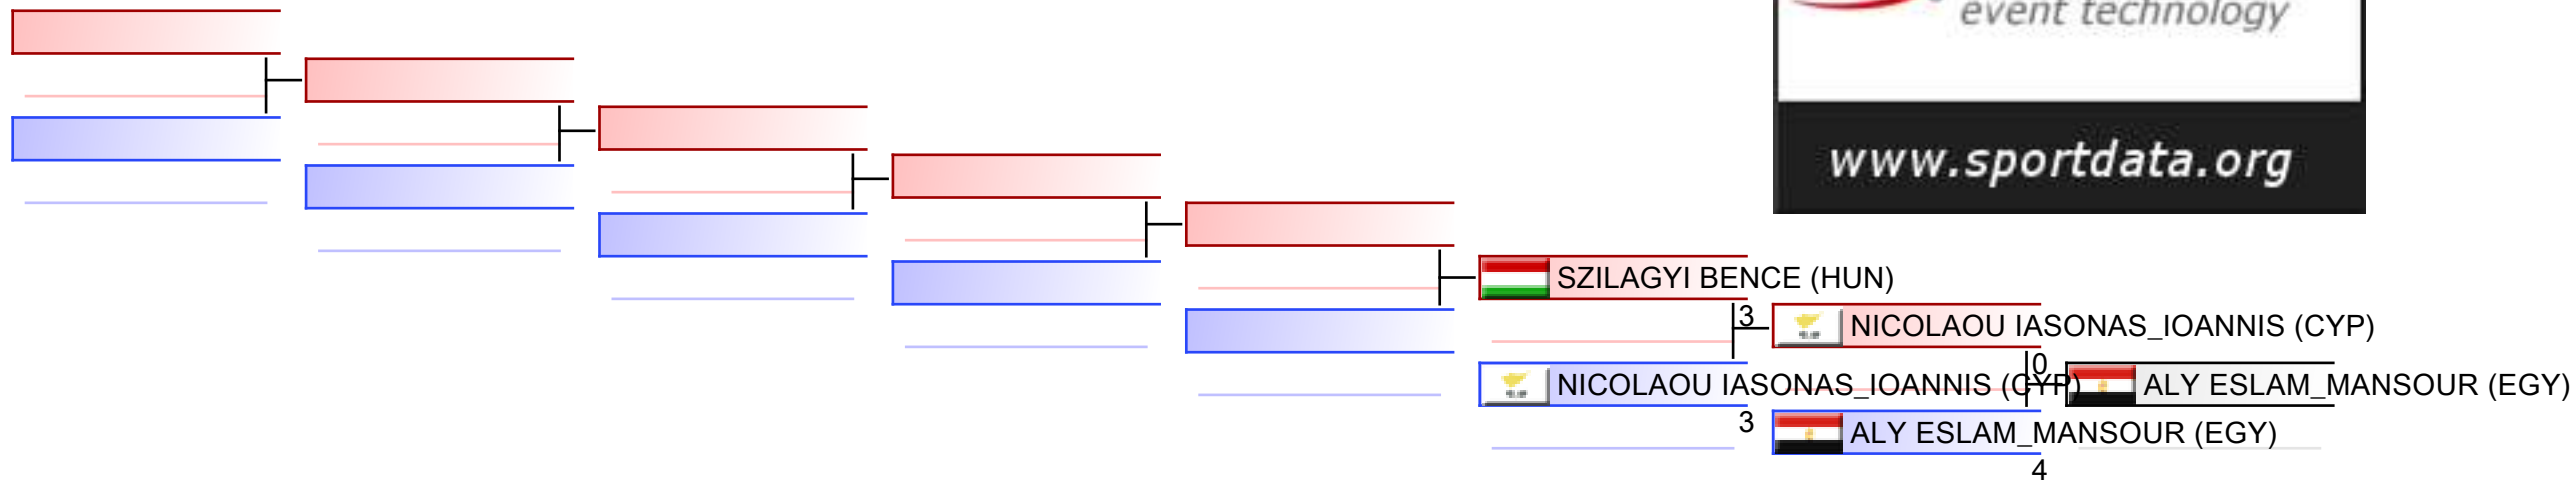 event technology
www.sportdata.org
SZILAGYI BENCE (HUN)
3
NICOLAOU IASONAS_IOANNIS (CYP)
0
NICOLAOU IASONAS_IOANNIS (CYP)
ALY ESLAM_MANSOUR (EGY)
3
ALY ESLAM_MANSOUR (EGY)
4